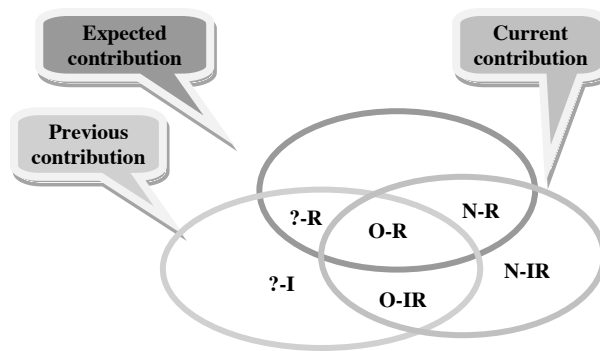 Expected
contribution
Current
contribution
Previous
contribution
?-R
O-R
N-R
?-I
O-IR
N-IR